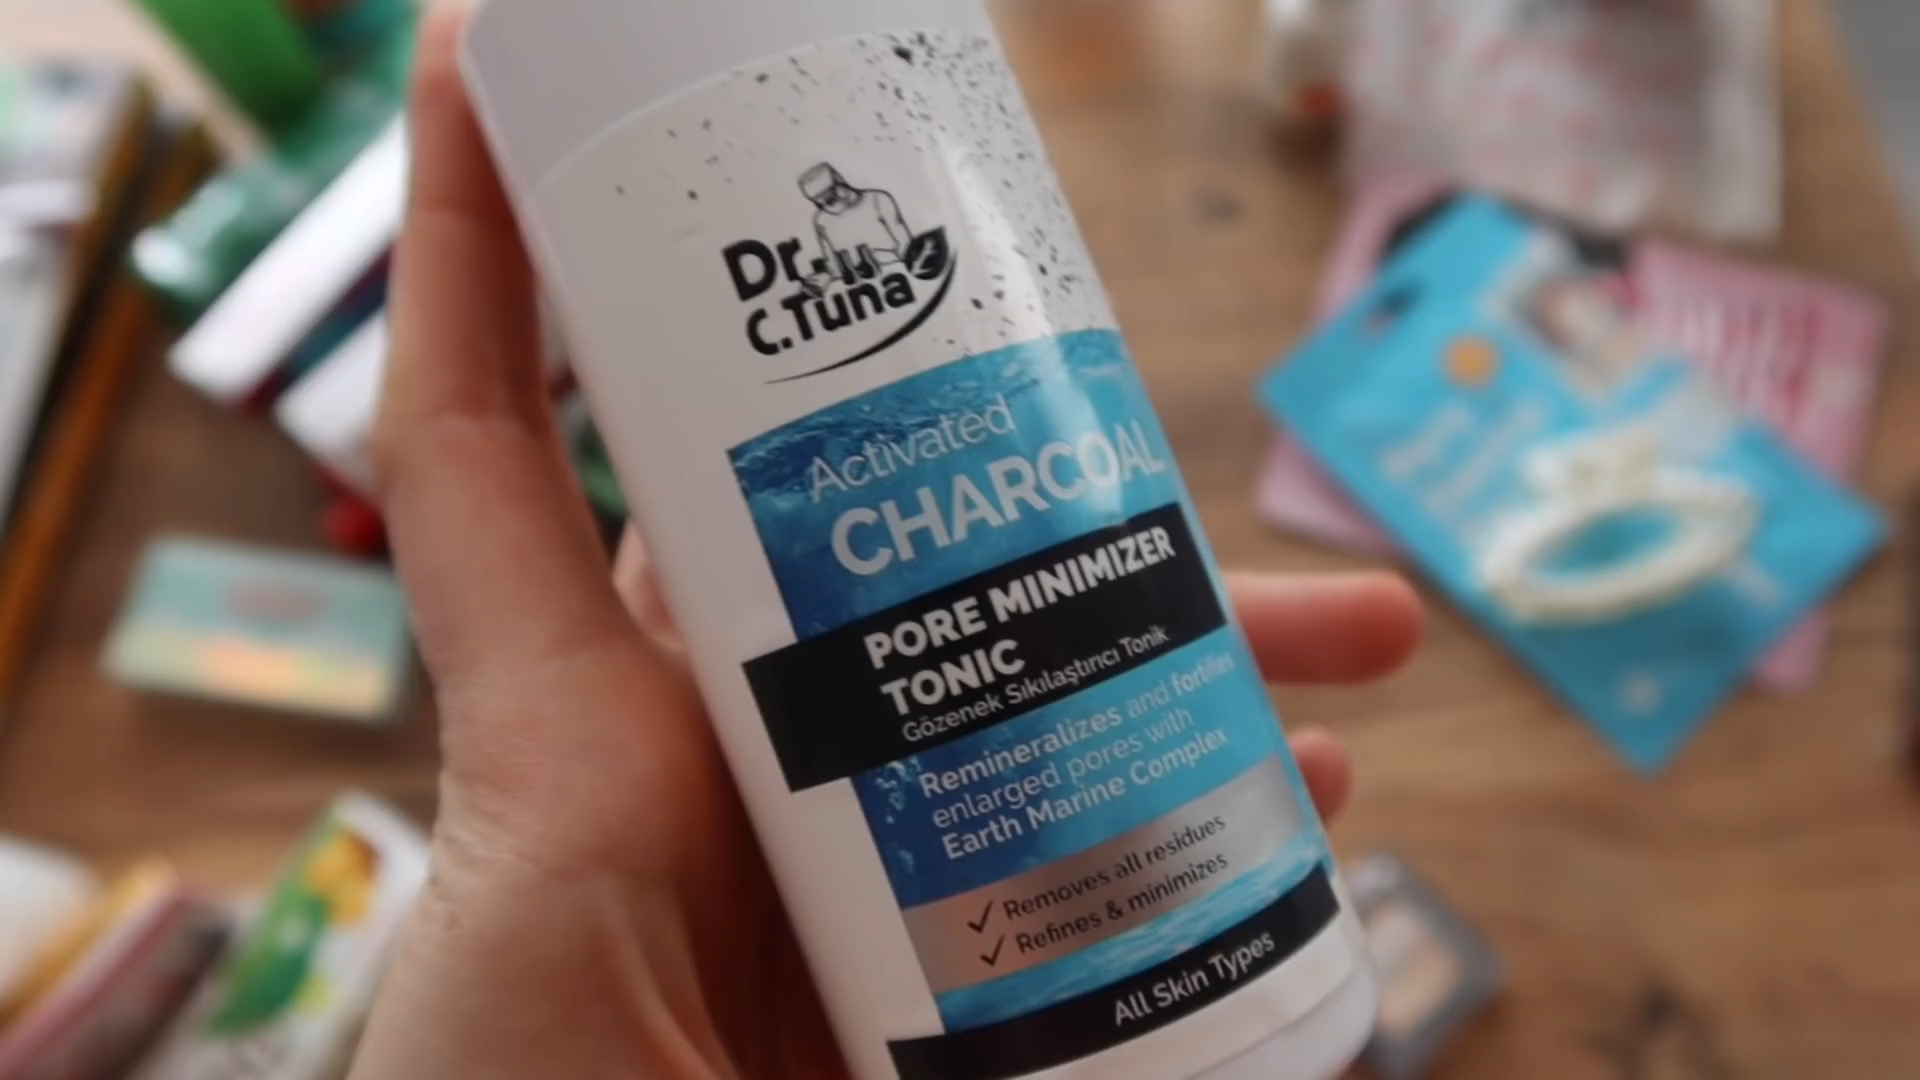 Dr.
C.Tuna
Activated
CHARCOAL
PORE MINIMIZER
TONIC
Gözenek Sıkılaştırıcı Tonik
Remineralizes and fortifies
enlarged pores with
Earth Marine Complex
✓ Removes all residues
✓ Refines & minimizes
All Skin Types